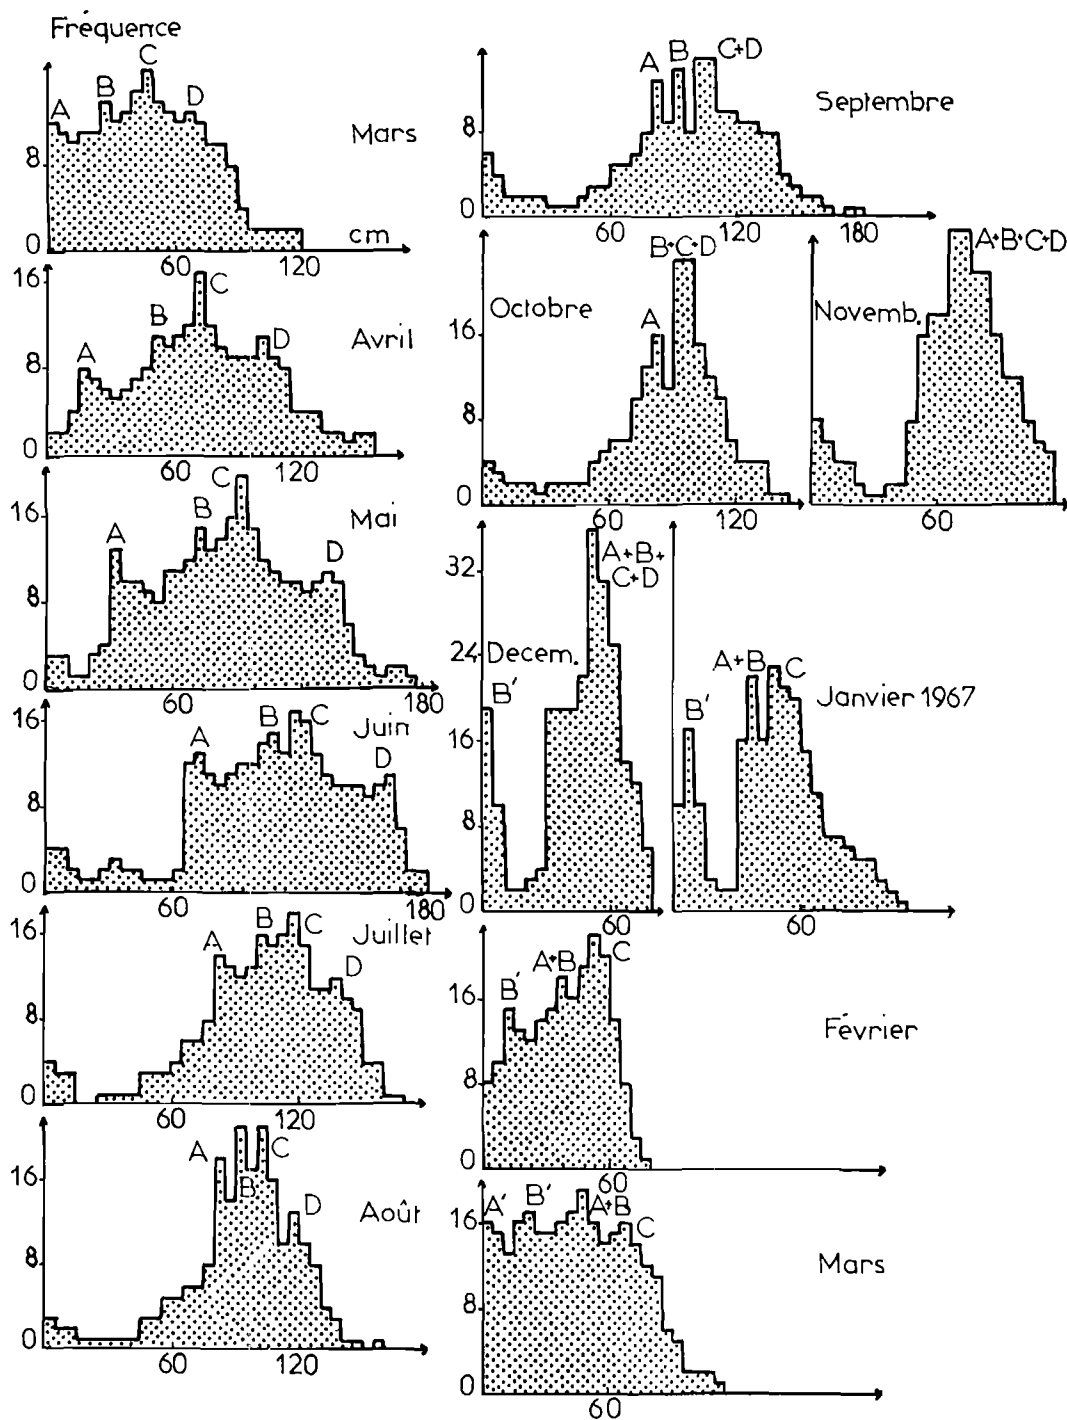 Fréquence
A B C D
Mars
8
0
60 120
cm
16
8
0
A B C D
Avril
60 120
16
8
0
A B C D
Mai
60 180
16
8
0
A B C D
Juin
60 180
16
8
0
A B C D
Juillet
60 120
16
8
0
A B C D
Août
60 120
8
0
A B C+D
Septembre
60 120 180
16
8
0
Octobre
A B+C+D
60 120
Novemb.
A+B+C+D
60
32
24
16
8
0
Decem.
B'
A+B+
C+D
60
B' A+B C
Janvier 1967
60
16
8
0
B' A+B C
Février
60
16
8
0
A' B' A+B C
Mars
60